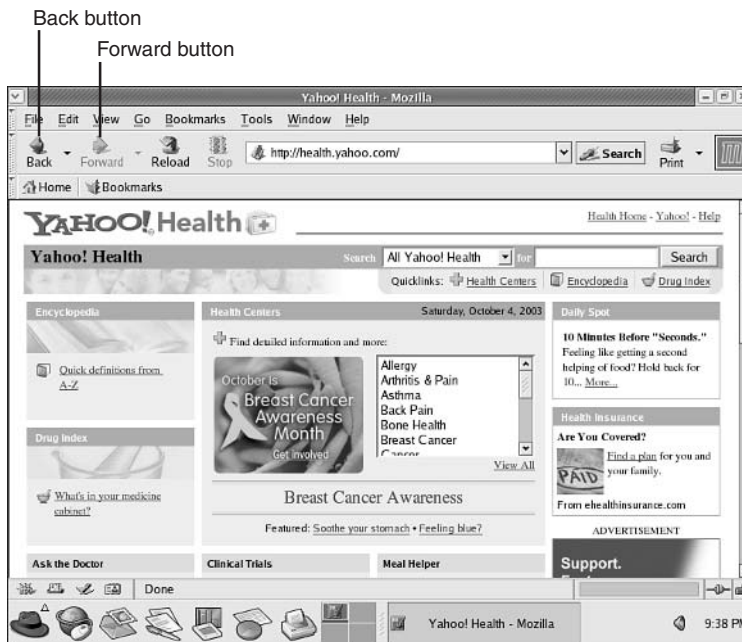 Back button
Forward button
Yahoo! Health - Mozilla
File Edit View Go Bookmarks Tools Window Help
Back Forward Reload Stop http://health.yahoo.com/ Search Print
Home Bookmarks
YAHOO! Health
Health Home - Yahoo! - Help
Yahoo! Health Search All Yahoo! Health for Search
Quicklinks: Health Centers Encyclopedia Drug Index
Encyclopedia
Quick definitions from
A-Z
Drug Index
What's in your medicine
cabinet?
Health Centers Saturday, October 4, 2003
Find detailed information and more:
October is
Breast Cancer
Awareness
Month
Get involved
Allergy
Arthritis & Pain
Asthma
Back Pain
Bone Health
Breast Cancer
Cancer
View All
Breast Cancer Awareness
Featured: Soothe your stomach • Feeling blue?
Daily Spot
10 Minutes Before "Seconds."
Feeling like getting a second
helping of food? Hold back for
10... More...
Health Insurance
Are You Covered?
Find a plan for you and
your family.
PAID
From ehealthinsurance.com
ADVERTISEMENT
Support.
Ask the Doctor
Clinical Trials
Meal Helper
Done
Yahoo! Health - Mozilla
9:38 PM